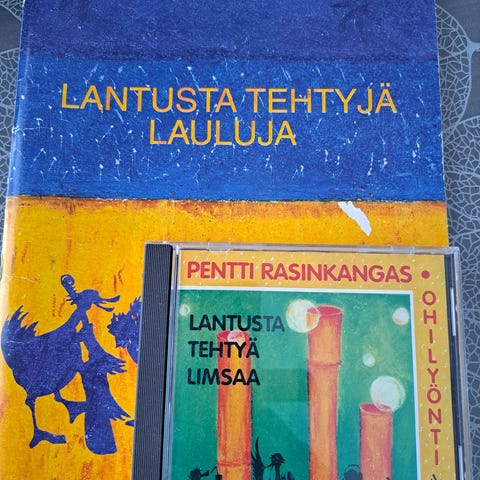 LANTUSTA TEHTYJÄ
LAULUJA
PENTTI RASINKANGAS • OHILYÖNTI
LANTUSTA
TEHTYÄ
LIMSAA